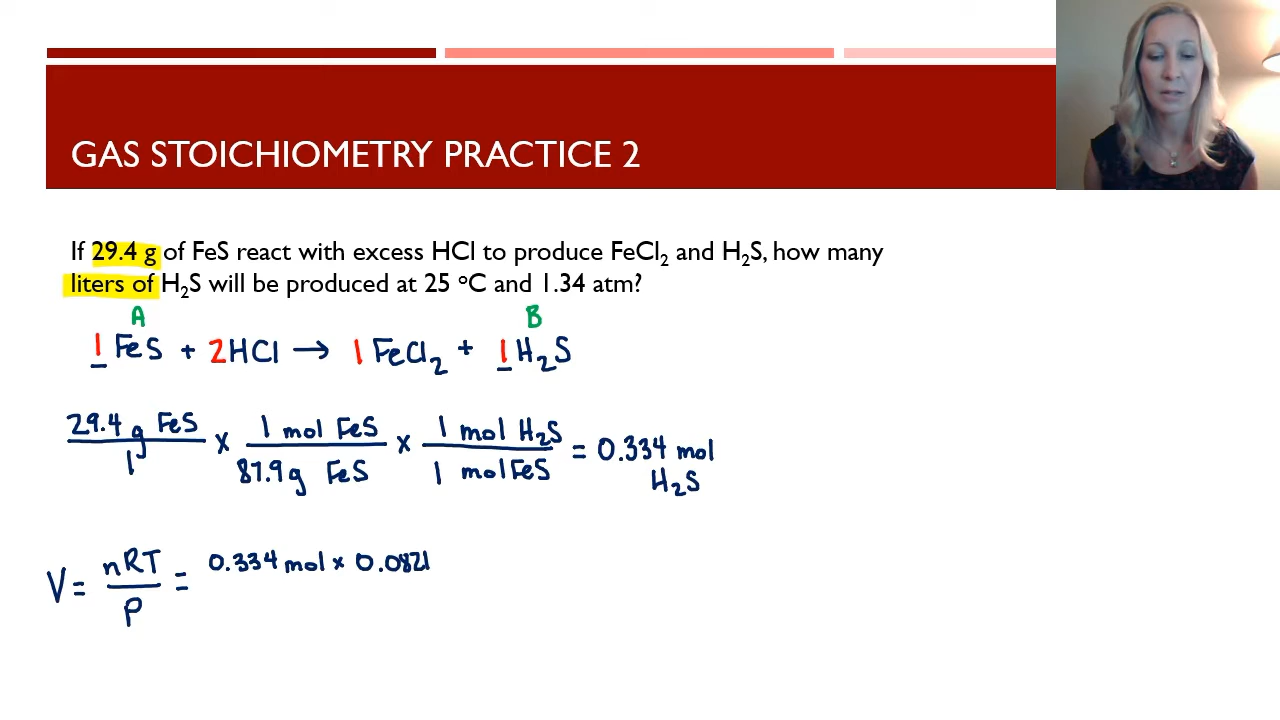 GAS STOICHIOMETRY PRACTICE 2
If 29.4 g of FeS react with excess HCl to produce FeCl₂ and H₂S, how many
liters of H₂S will be produced at 25 °C and 1.34 atm?
A B
1 FeS + 2HCl → 1 FeCl₂ + 1 H₂S
29.4 g FeS / 1 × 1 mol FeS / 87.9 g FeS × 1 mol H₂S / 1 mol FeS = 0.334 mol
H₂S
V = nRT / P = 0.334 mol × 0.0821